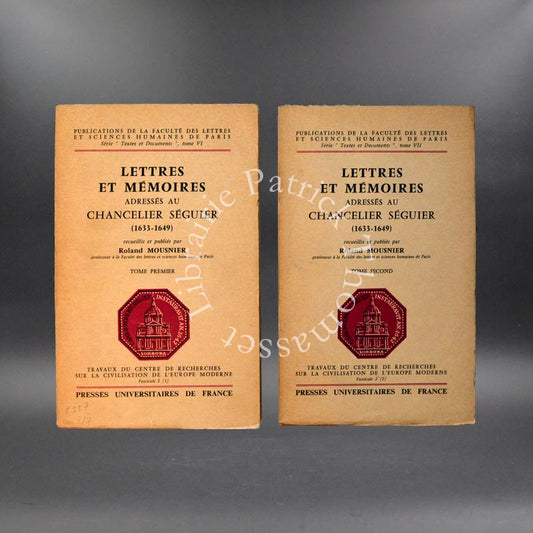 PUBLICATIONS DE LA FACULTÉ DES LETTRES
ET SCIENCES HUMAINES DE PARIS
Série " Textes et Documents ", tome VI
LETTRES
ET MÉMOIRES
ADRESSÉS AU
CHANCELIER SÉGUIER
(1633-1649)
recueillis et publiés par
Roland MOUSNIER
professeur à la Faculté des lettres et sciences humaines de Paris
TOME PREMIER
SORBONA
TRAVAUX DU CENTRE DE RECHERCHES
SUR LA CIVILISATION DE L'EUROPE MODERNE
Fascicule 2 (1)
PRESSES UNIVERSITAIRES DE FRANCE
PUBLICATIONS DE LA FACULTÉ DES LETTRES
ET SCIENCES HUMAINES DE PARIS
Série " Textes et Documents ", tome VII
LETTRES
ET MÉMOIRES
ADRESSÉS AU
CHANCELIER SÉGUIER
(1633-1649)
recueillis et publiés par
Roland MOUSNIER
professeur à la Faculté des lettres et sciences humaines de Paris
TOME SECOND
SORBONA
TRAVAUX DU CENTRE DE RECHERCHES
SUR LA CIVILISATION DE L'EUROPE MODERNE
Fascicule 2 (2)
PRESSES UNIVERSITAIRES DE FRANCE
Librairie Patrick Thomasset